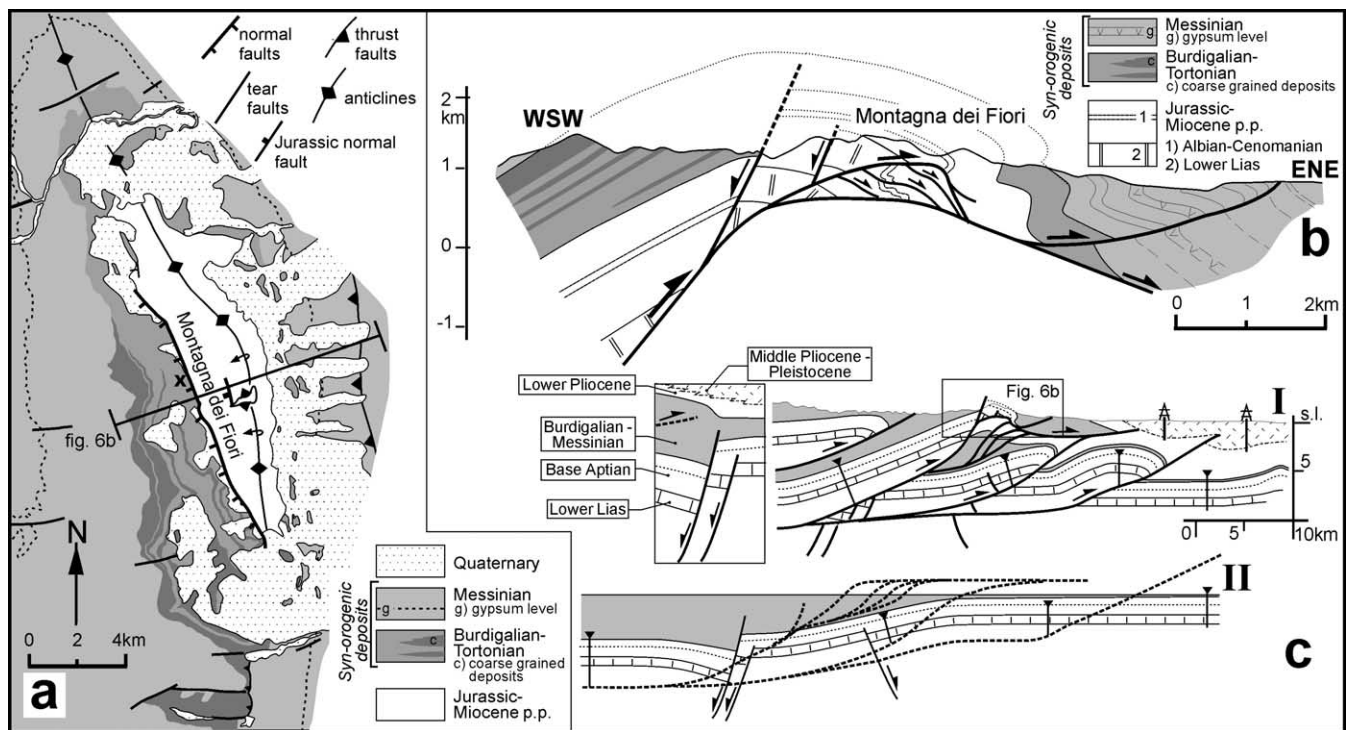 normal
faults
thrust
faults
tear
faults
anticlines
Jurassic normal
fault
Montagna dei Fiori
x
fig. 6b
N
0 2 4km
a
Quaternary
Syn-orogenic
deposits
g
Messinian
g) gypsum level
c
Burdigalian-
Tortonian
c) coarse grained
deposits
Jurassic-
Miocene p.p.
2
km
1
0
-1
WSW
Montagna dei Fiori
ENE
Syn-orogenic
deposits
g
Messinian
g) gypsum level
c
Burdigalian-
Tortonian
c) coarse grained deposits
1
2
Jurassic-
Miocene p.p.
1) Albian-Cenomanian
2) Lower Lias
b
0 1 2km
Middle Pliocene -
Pleistocene
Lower Pliocene
Burdigalian -
Messinian
Base Aptian
Lower Lias
Fig. 6b
I
s.l.
5
0 5 10km
II
c